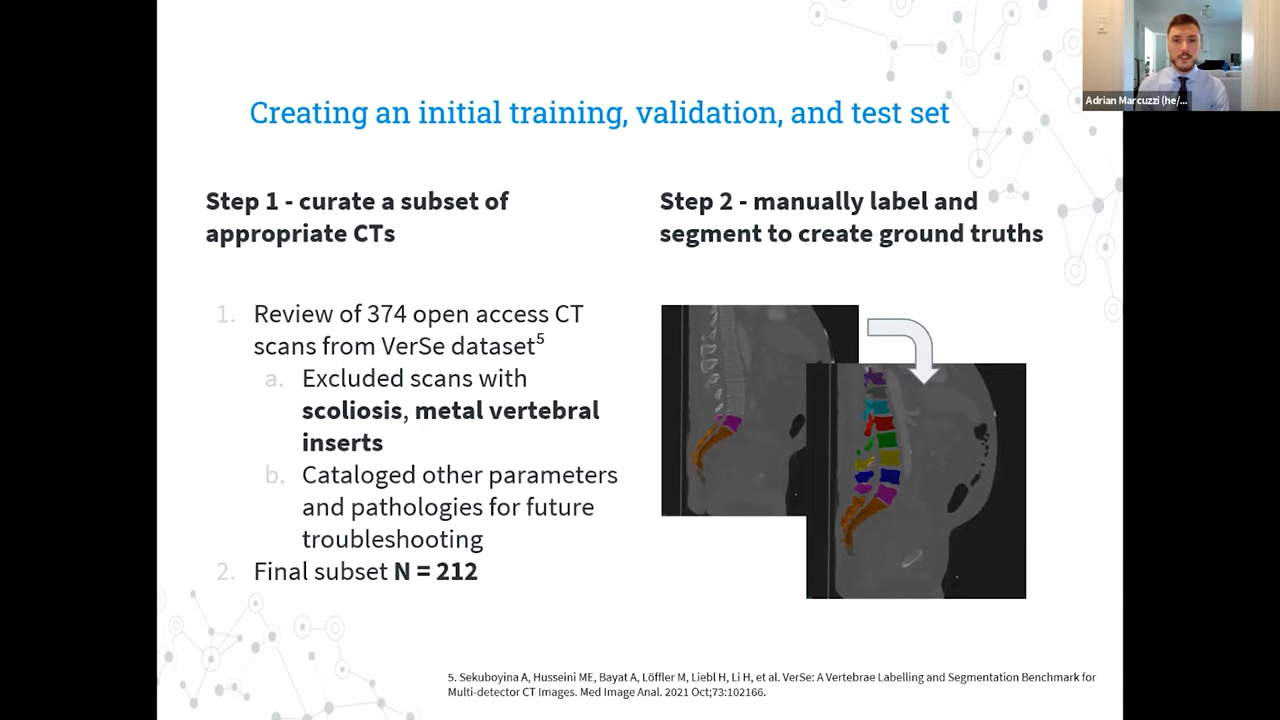 Adrian Marcuzzi (he/...
Creating an initial training, validation, and test set
Step 1 - curate a subset of
appropriate CTs
1. Review of 374 open access CT
scans from VerSe dataset5
a. Excluded scans with
scoliosis, metal vertebral
inserts
b. Cataloged other parameters
and pathologies for future
troubleshooting
2. Final subset N = 212
Step 2 - manually label and
segment to create ground truths
5. Sekuboyina A, Husseini ME, Bayat A, Löffler M, Liebl H, Li H, et al. VerSe: A Vertebrae Labelling and Segmentation Benchmark for
Multi-detector CT Images. Med Image Anal. 2021 Oct;73:102166.